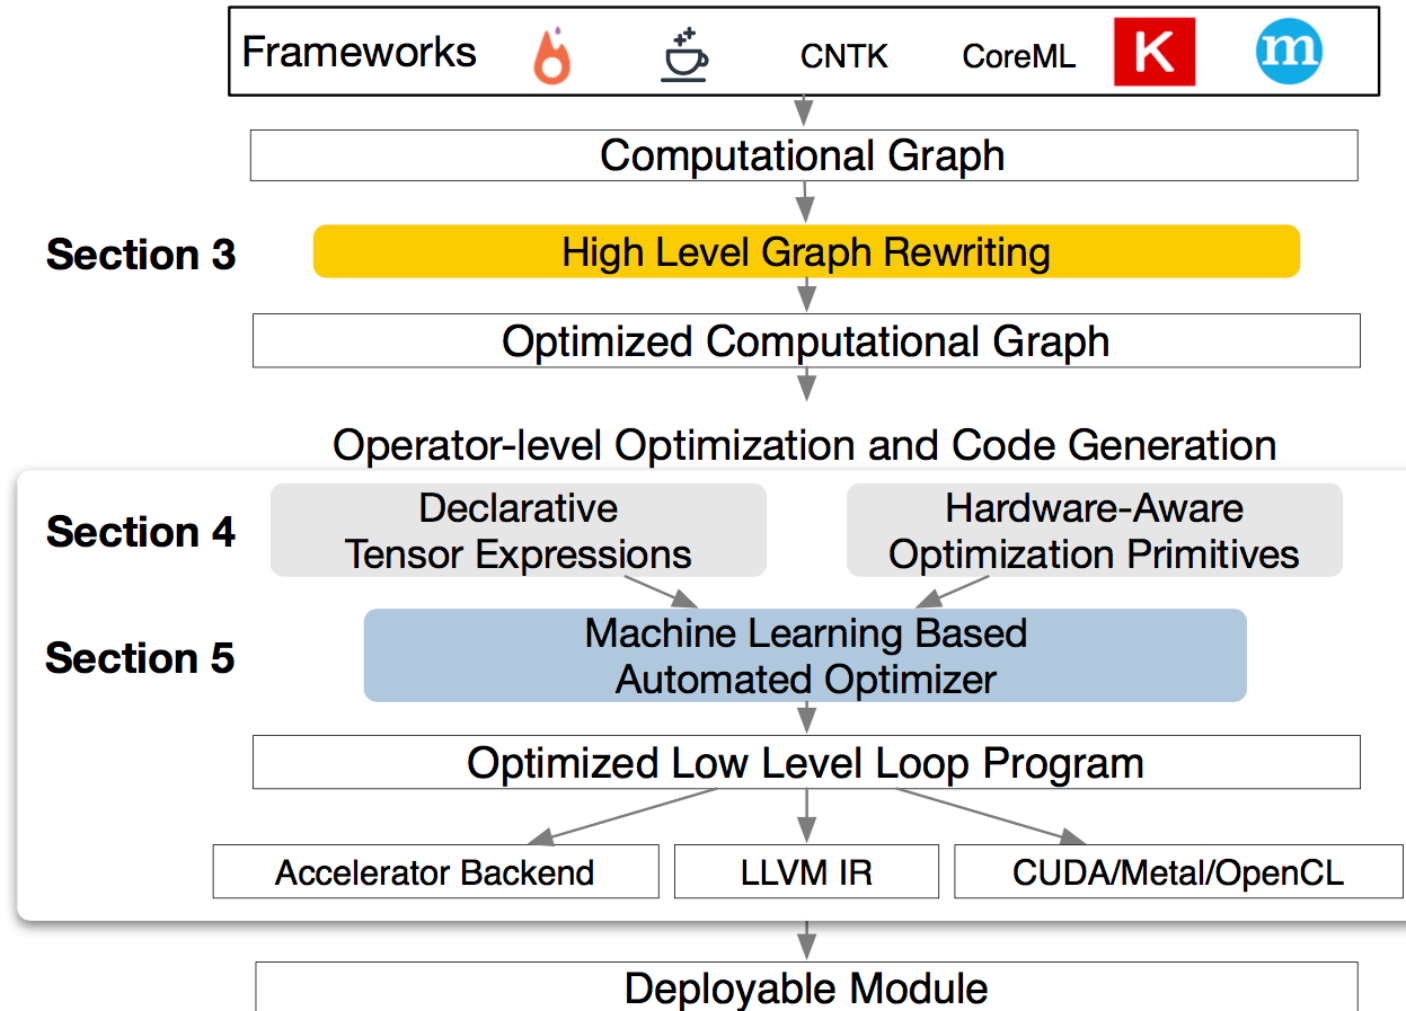 Frameworks CNTK CoreML K m
Computational Graph
Section 3 High Level Graph Rewriting
Optimized Computational Graph
Operator-level Optimization and Code Generation
Section 4
Declarative
Tensor Expressions
Hardware-Aware
Optimization Primitives
Section 5
Machine Learning Based
Automated Optimizer
Optimized Low Level Loop Program
Accelerator Backend
LLVM IR
CUDA/Metal/OpenCL
Deployable Module